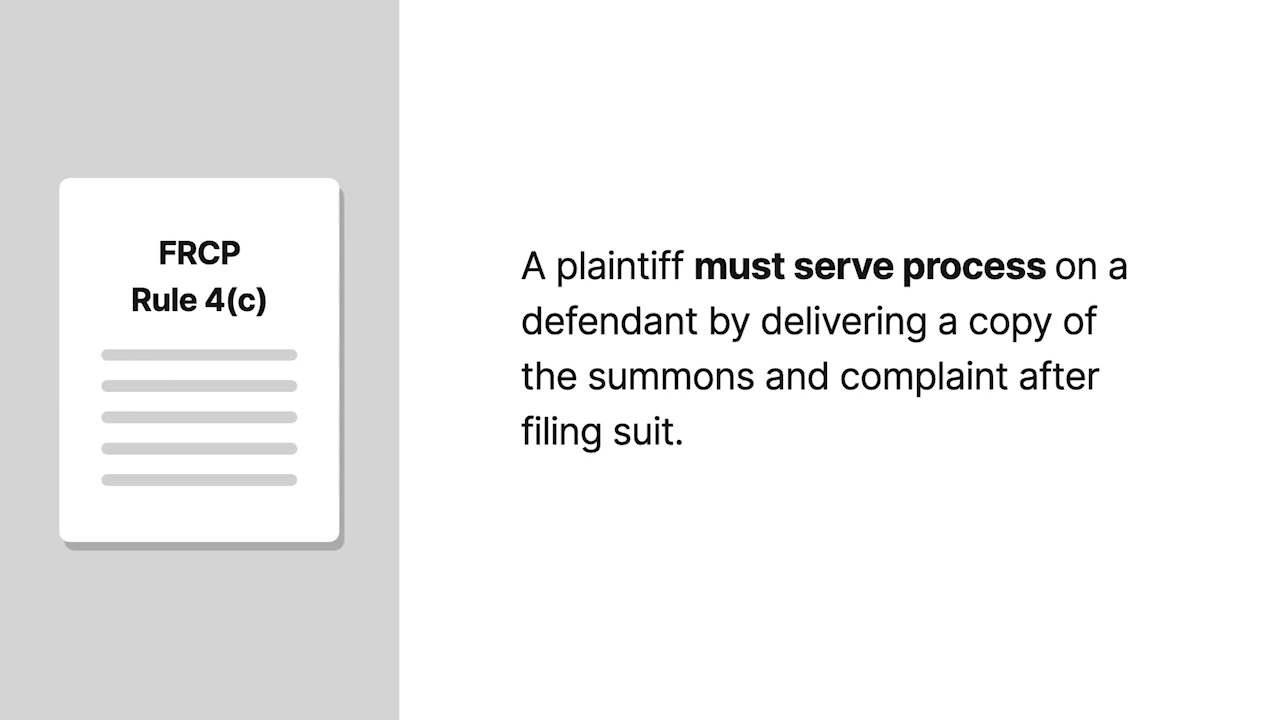 FRCP
Rule 4(c)
A plaintiff must serve process on a
defendant by delivering a copy of
the summons and complaint after
filing suit.